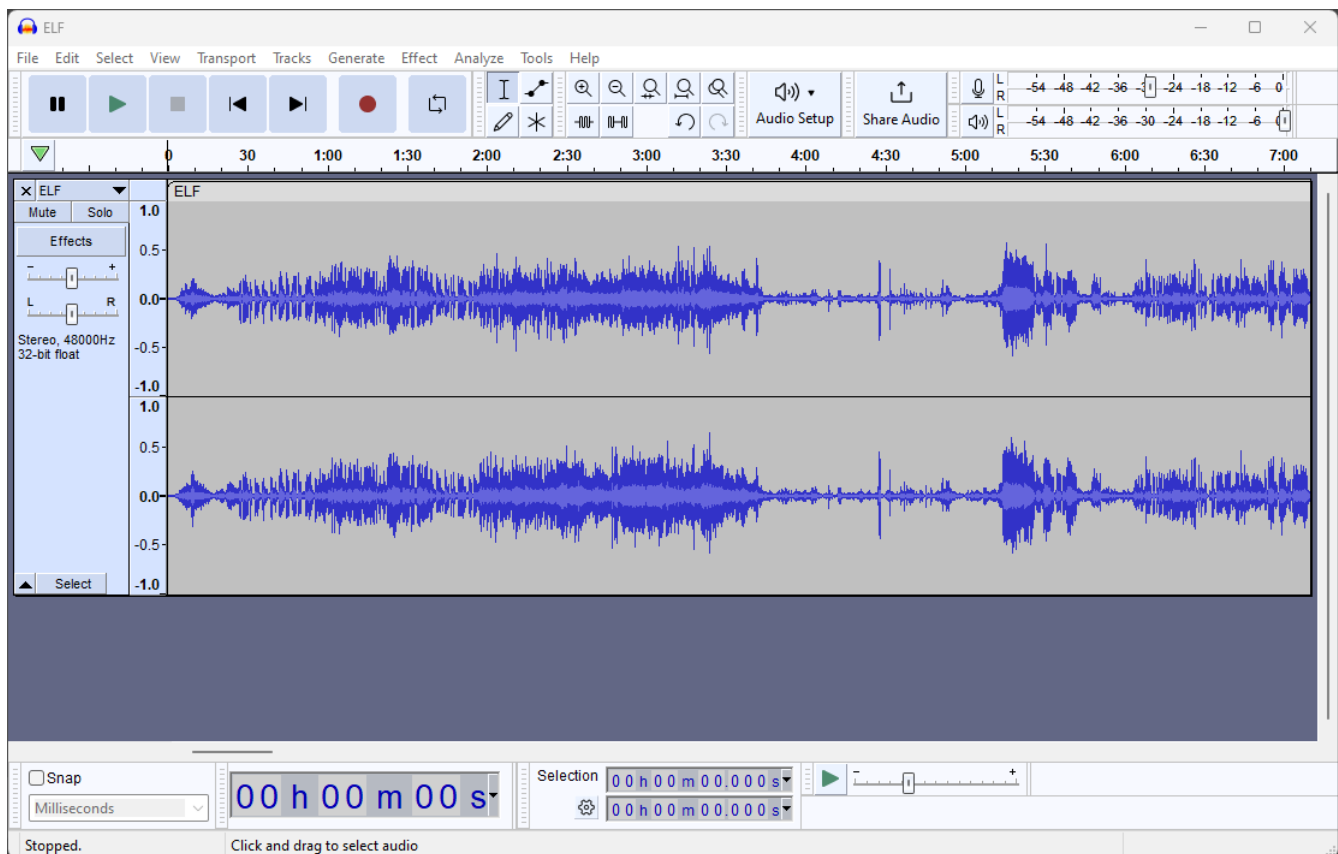 ELF
File Edit Select View Transport Tracks Generate Effect Analyze Tools Help
Audio Setup
Share Audio
L
R
-54 -48 -42 -36 -24 -18 -12 -6 0
L
R
-54 -48 -42 -36 -30 -24 -18 -12 -6
0 30 1:00 1:30 2:00 2:30 3:00 3:30 4:00 4:30 5:00 5:30 6:00 6:30 7:00
ELF
ELF
Mute Solo
Effects
- +
L R
Stereo, 48000Hz
32-bit float
Select
1.0
0.5-
0.0-
-0.5-
-1.0
1.0
0.5-
0.0-
-0.5-
-1.0
Snap
Milliseconds
00 h 00 m 00 s
Selection
00 h 00 m 00.000 s
00 h 00 m 00.000 s
- +
Stopped.
Click and drag to select audio